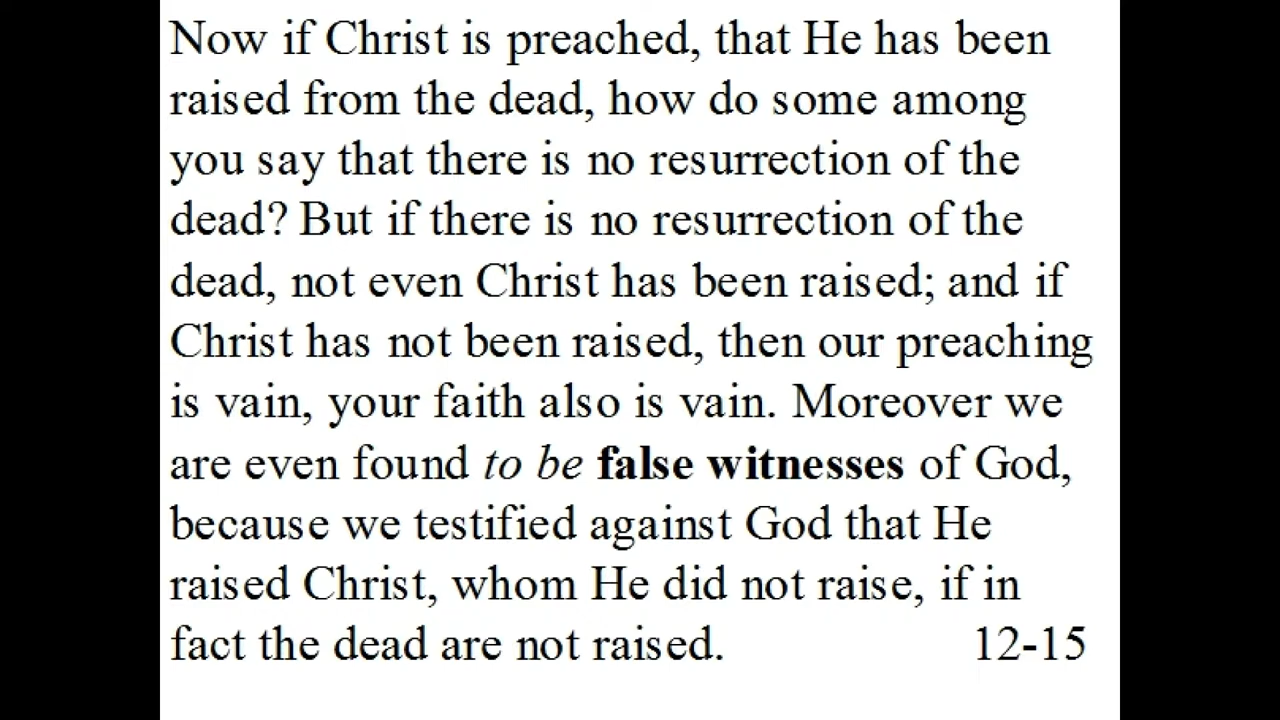 Now if Christ is preached, that He has been
raised from the dead, how do some among
you say that there is no resurrection of the
dead? But if there is no resurrection of the
dead, not even Christ has been raised; and if
Christ has not been raised, then our preaching
is vain, your faith also is vain. Moreover we
are even found to be false witnesses of God,
because we testified against God that He
raised Christ, whom He did not raise, if in
fact the dead are not raised. 12-15